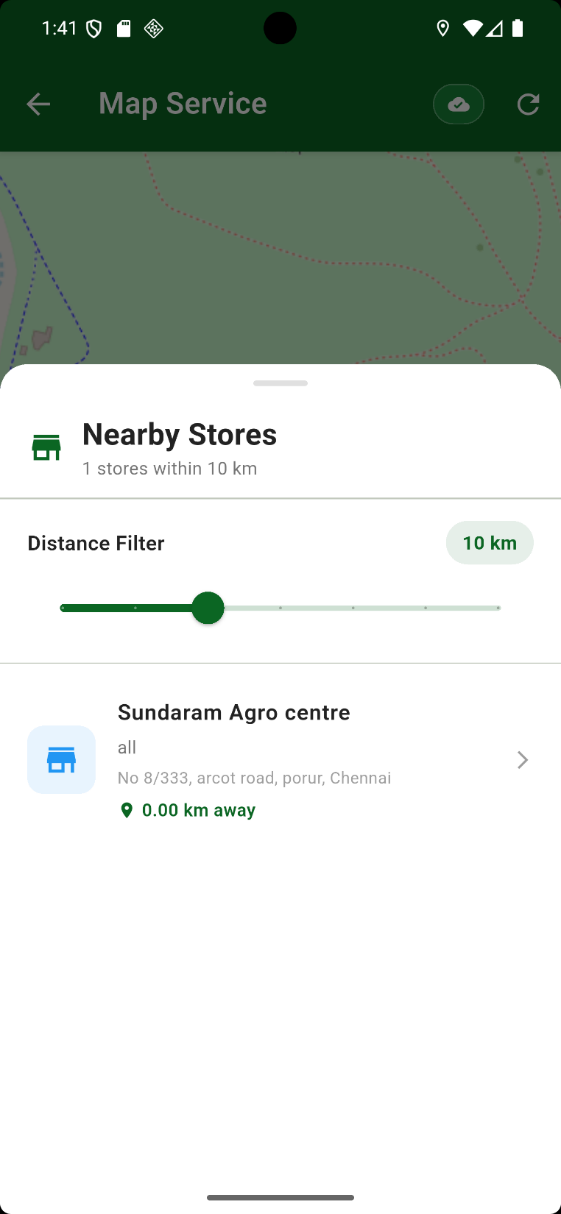 1:41
Map Service
Nearby Stores
1 stores within 10 km
Distance Filter
10 km
Sundaram Agro centre
all
No 8/333, arcot road, porur, Chennai
0.00 km away